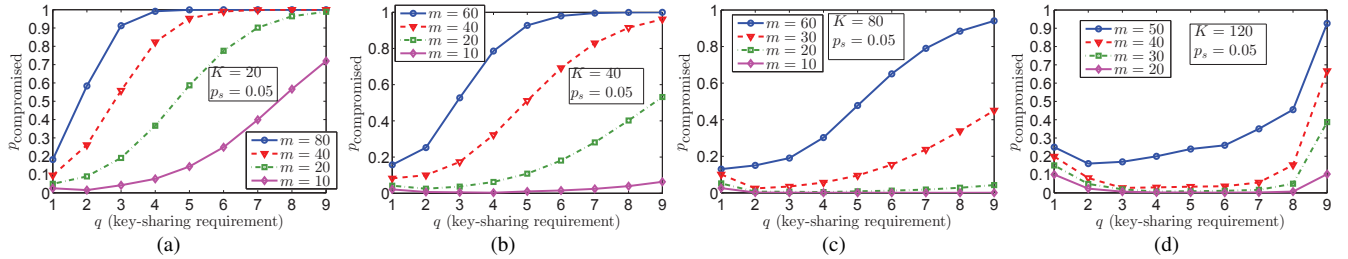 1
0.9
0.8
0.7
0.6
0.5
0.4
0.3
0.2
0.1
0
p_compromised
K = 20
p_s = 0.05
m = 80
m = 40
m = 20
m = 10
1 2 3 4 5 6 7 8 9
q (key-sharing requirement)
(a)
1
0.8
0.6
0.4
0.2
0
p_compromised
m = 60
m = 40
m = 20
m = 10
K = 40
p_s = 0.05
1 2 3 4 5 6 7 8 9
q (key-sharing requirement)
(b)
1
0.8
0.6
0.4
0.2
0
p_compromised
m = 60
m = 30
m = 20
m = 10
K = 80
p_s = 0.05
1 2 3 4 5 6 7 8 9
q (key-sharing requirement)
(c)
1
0.9
0.8
0.7
0.6
0.5
0.4
0.3
0.2
0.1
0
p_compromised
m = 50
m = 40
m = 30
m = 20
K = 120
p_s = 0.05
1 2 3 4 5 6 7 8 9
q (key-sharing requirement)
(d)